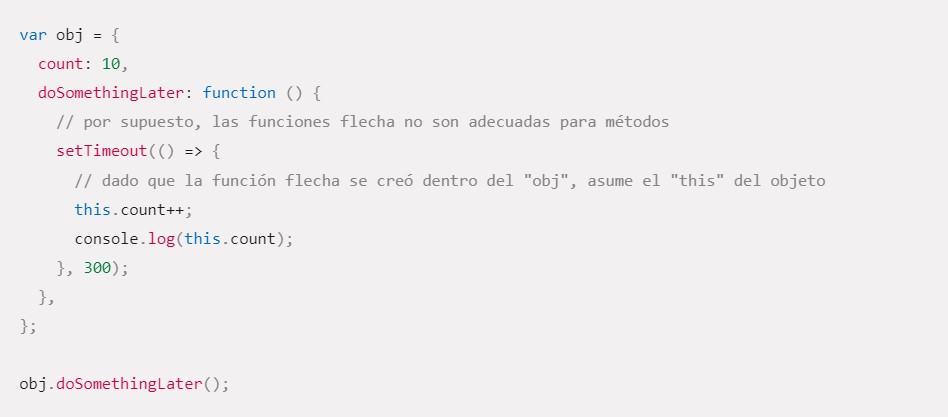 var obj = {
  count: 10,
  doSomethingLater: function () {
    // por supuesto, las funciones flecha no son adecuadas para métodos
    setTimeout(() => {
      // dado que la función flecha se creó dentro del "obj", asume el "this" del objeto
      this.count++;
      console.log(this.count);
    }, 300);
  },
};

obj.doSomethingLater();